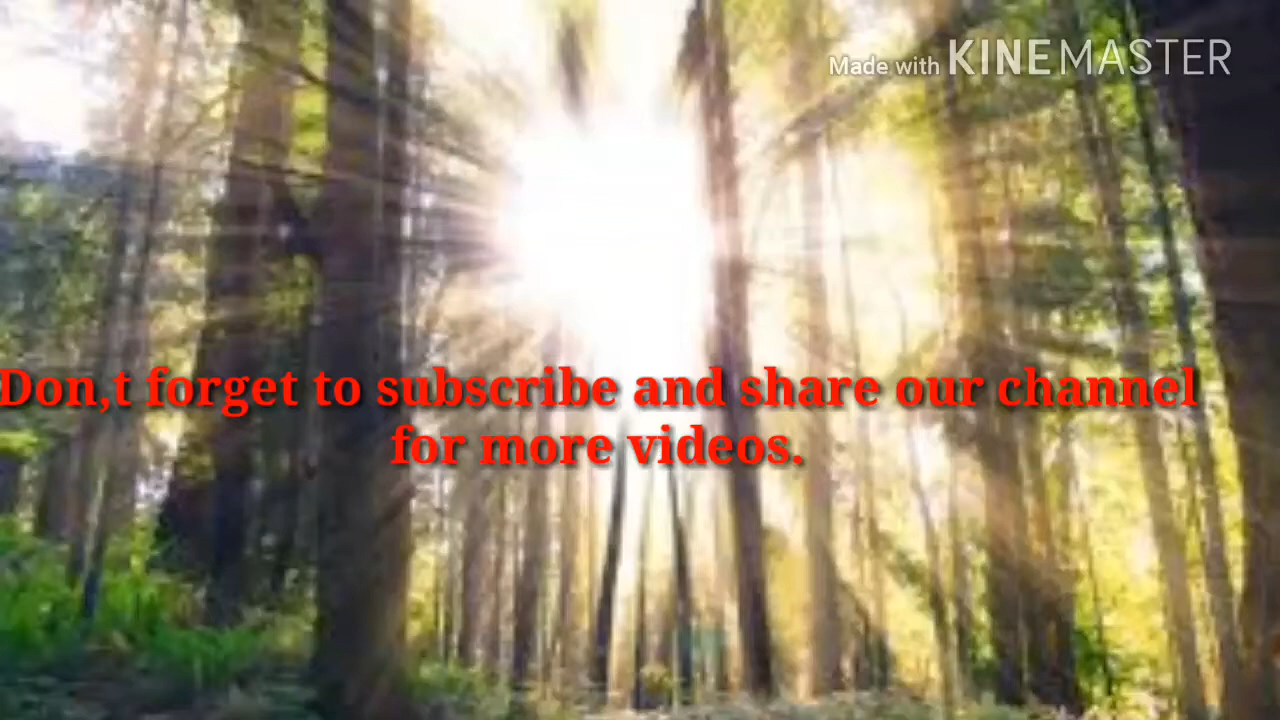 Made with KINEMASTER
Don,t forget to subscribe and share our channel
for more videos.